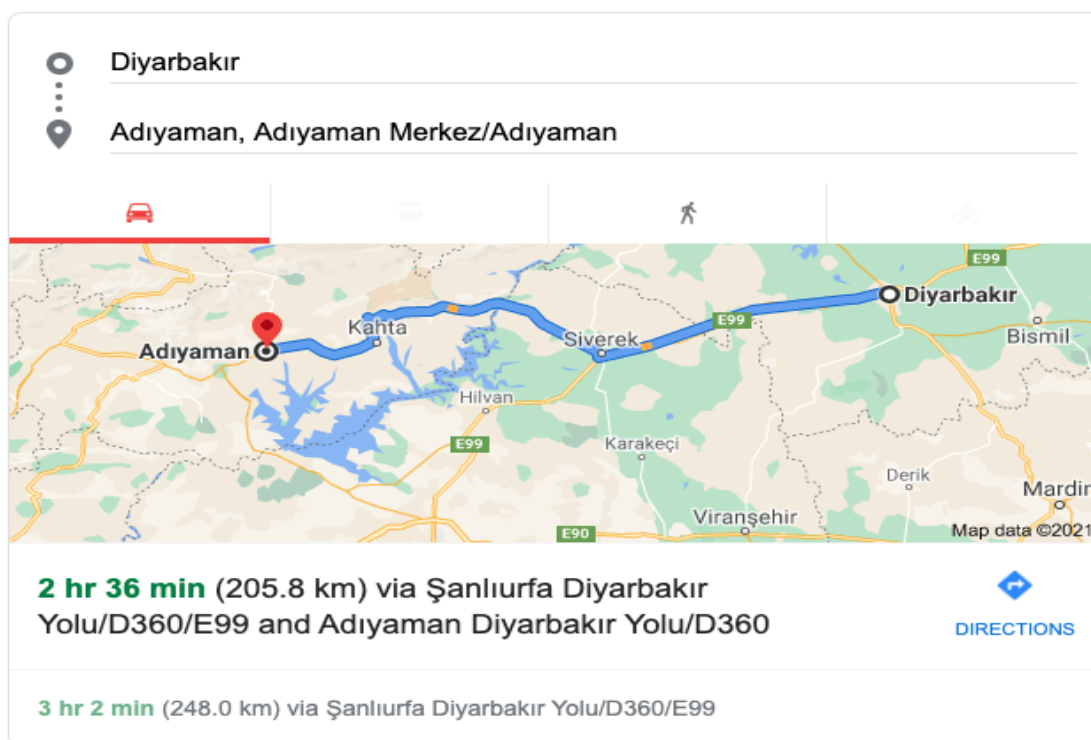 Diyarbakır
Adıyaman, Adıyaman Merkez/Adıyaman
E99
Diyarbakır
Kahta
E99
Bismil
Siverek
Adıyaman
Hilvan
E99
Karakeçi
Derik
Mardin
Viranşehir
E90
Map data ©2021
2 hr 36 min (205.8 km) via Şanlıurfa Diyarbakır
Yolu/D360/E99 and Adıyaman Diyarbakır Yolu/D360
DIRECTIONS
3 hr 2 min (248.0 km) via Şanlıurfa Diyarbakır Yolu/D360/E99